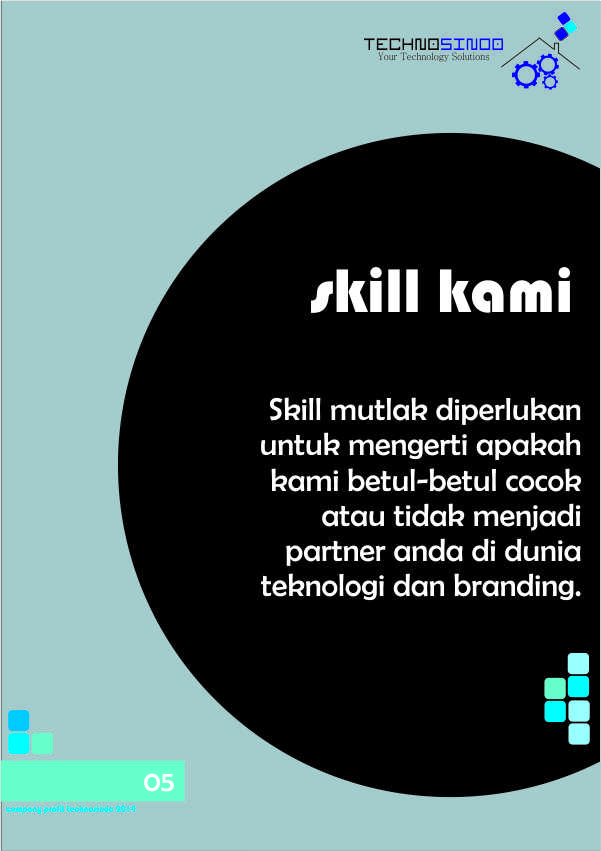 TECHNOSINDO
Your Technology Solutions
skill kami
Skill mutlak diperlukan
untuk mengerti apakah
kami betul-betul cocok
atau tidak menjadi
partner anda di dunia
teknologi dan branding.
05
technosindo